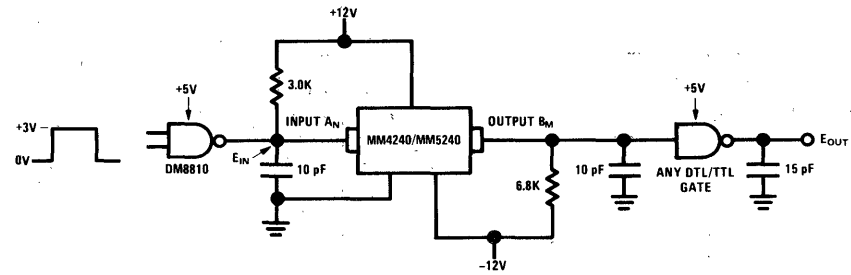 +12V
3.0K
+5V
+5V
+3V
0V
INPUT A_N
MM4240/MM5240
OUTPUT B_M
E_IN
E_OUT
DM8810
10 pF
6.8K
10 pF
ANY DTL/TTL
GATE
15 pF
−12V